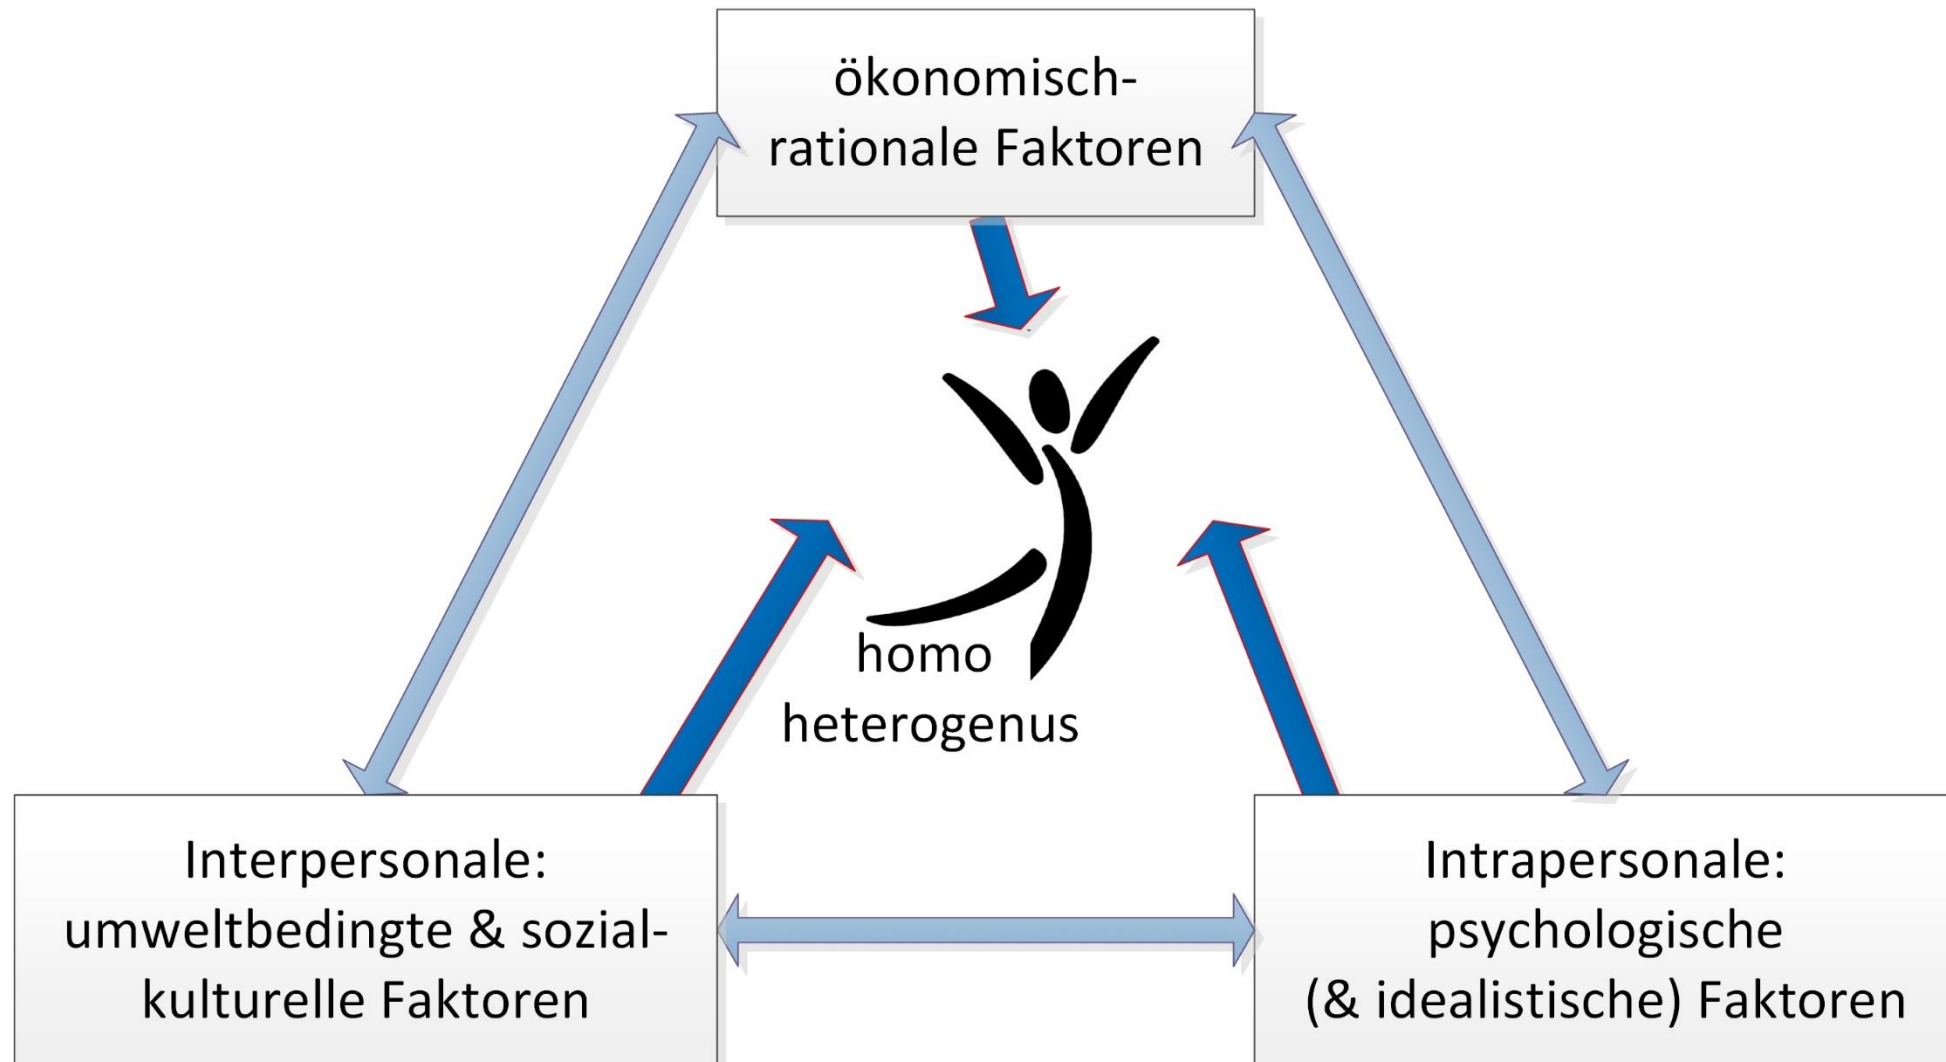 ökonomisch-
rationale Faktoren
homo
heterogenus
Interpersonale:
umweltbedingte & sozial-
kulturelle Faktoren
Intrapersonale:
psychologische
(& idealistische) Faktoren